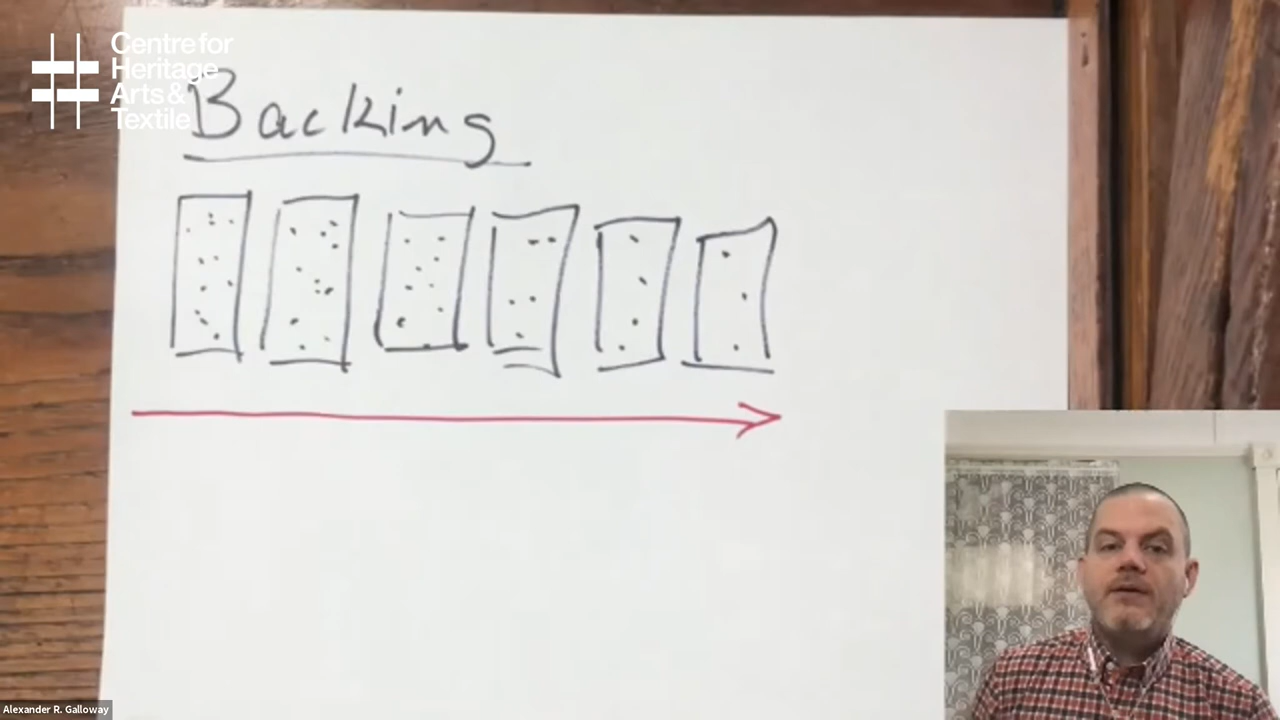 Centre for
Heritage
Arts &
Textile
Backing
Alexander R. Galloway